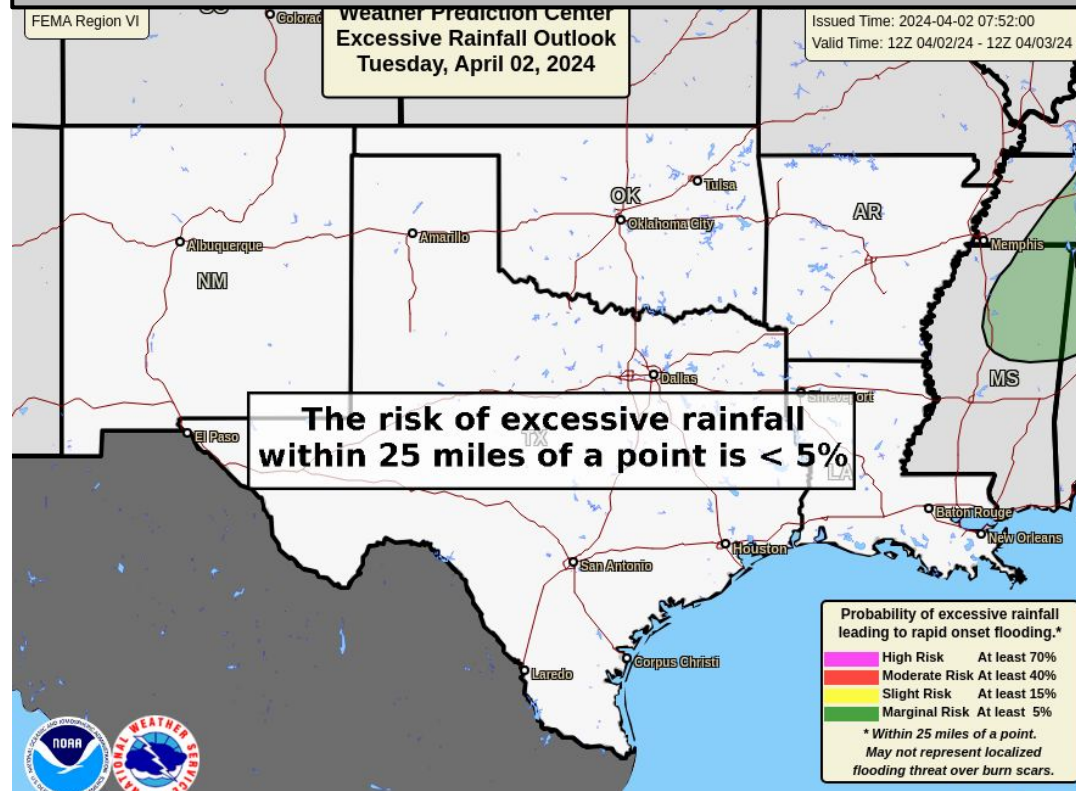 FEMA Region VI
Weather Prediction Center
Excessive Rainfall Outlook
Tuesday, April 02, 2024
Issued Time: 2024-04-02 07:52:00
Valid Time: 12Z 04/02/24 - 12Z 04/03/24
Colorad
Tulsa
OK
Oklahoma City
AR
Amarillo
Albuquerque
Memphis
NM
Dallas
MS
Shreveport
The risk of excessive rainfall
within 25 miles of a point is < 5%
El Paso
TX
LA
Baton Rouge
New Orleans
Houston
San Antonio
Laredo
Corpus Christi
Probability of excessive rainfall
leading to rapid onset flooding.*
High Risk At least 70%
Moderate Risk At least 40%
Slight Risk At least 15%
Marginal Risk At least 5%
* Within 25 miles of a point.
May not represent localized
flooding threat over burn scars.
NOAA
NATIONAL WEATHER SERVICE